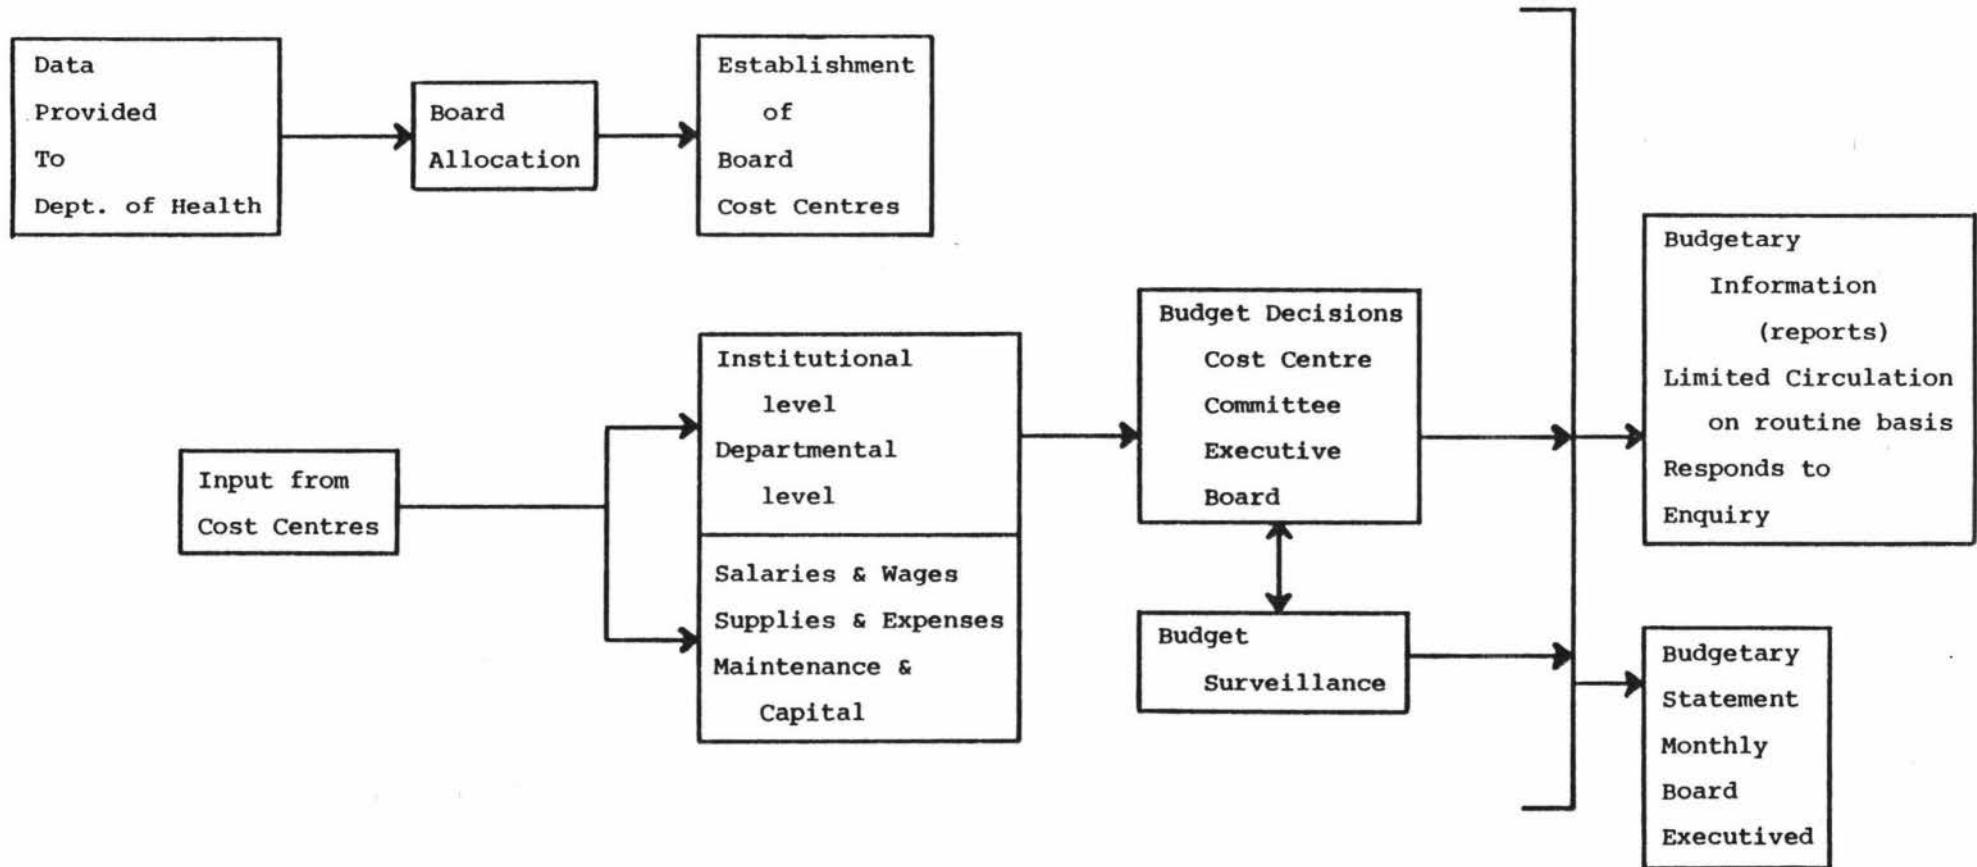 Data
Provided
To
Dept. of Health
Board
Allocation
Establishment
of
Board
Cost Centres
Input from
Cost Centres
Institutional
level
Departmental
level
Salaries & Wages
Supplies & Expenses
Maintenance &
Capital
Budget Decisions
Cost Centre
Committee
Executive
Board
Budget
Surveillance
Budgetary
Information
(reports)
Limited Circulation
on routine basis
Responds to
Enquiry
Budgetary
Statement
Monthly
Board
Executived